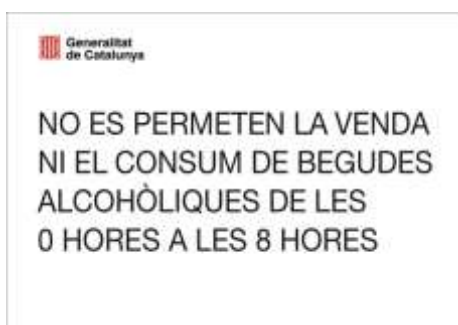 Generalitat
de Catalunya
NO ES PERMETEN LA VENDA
NI EL CONSUM DE BEGUDES
ALCOHÒLIQUES DE LES
0 HORES A LES 8 HORES